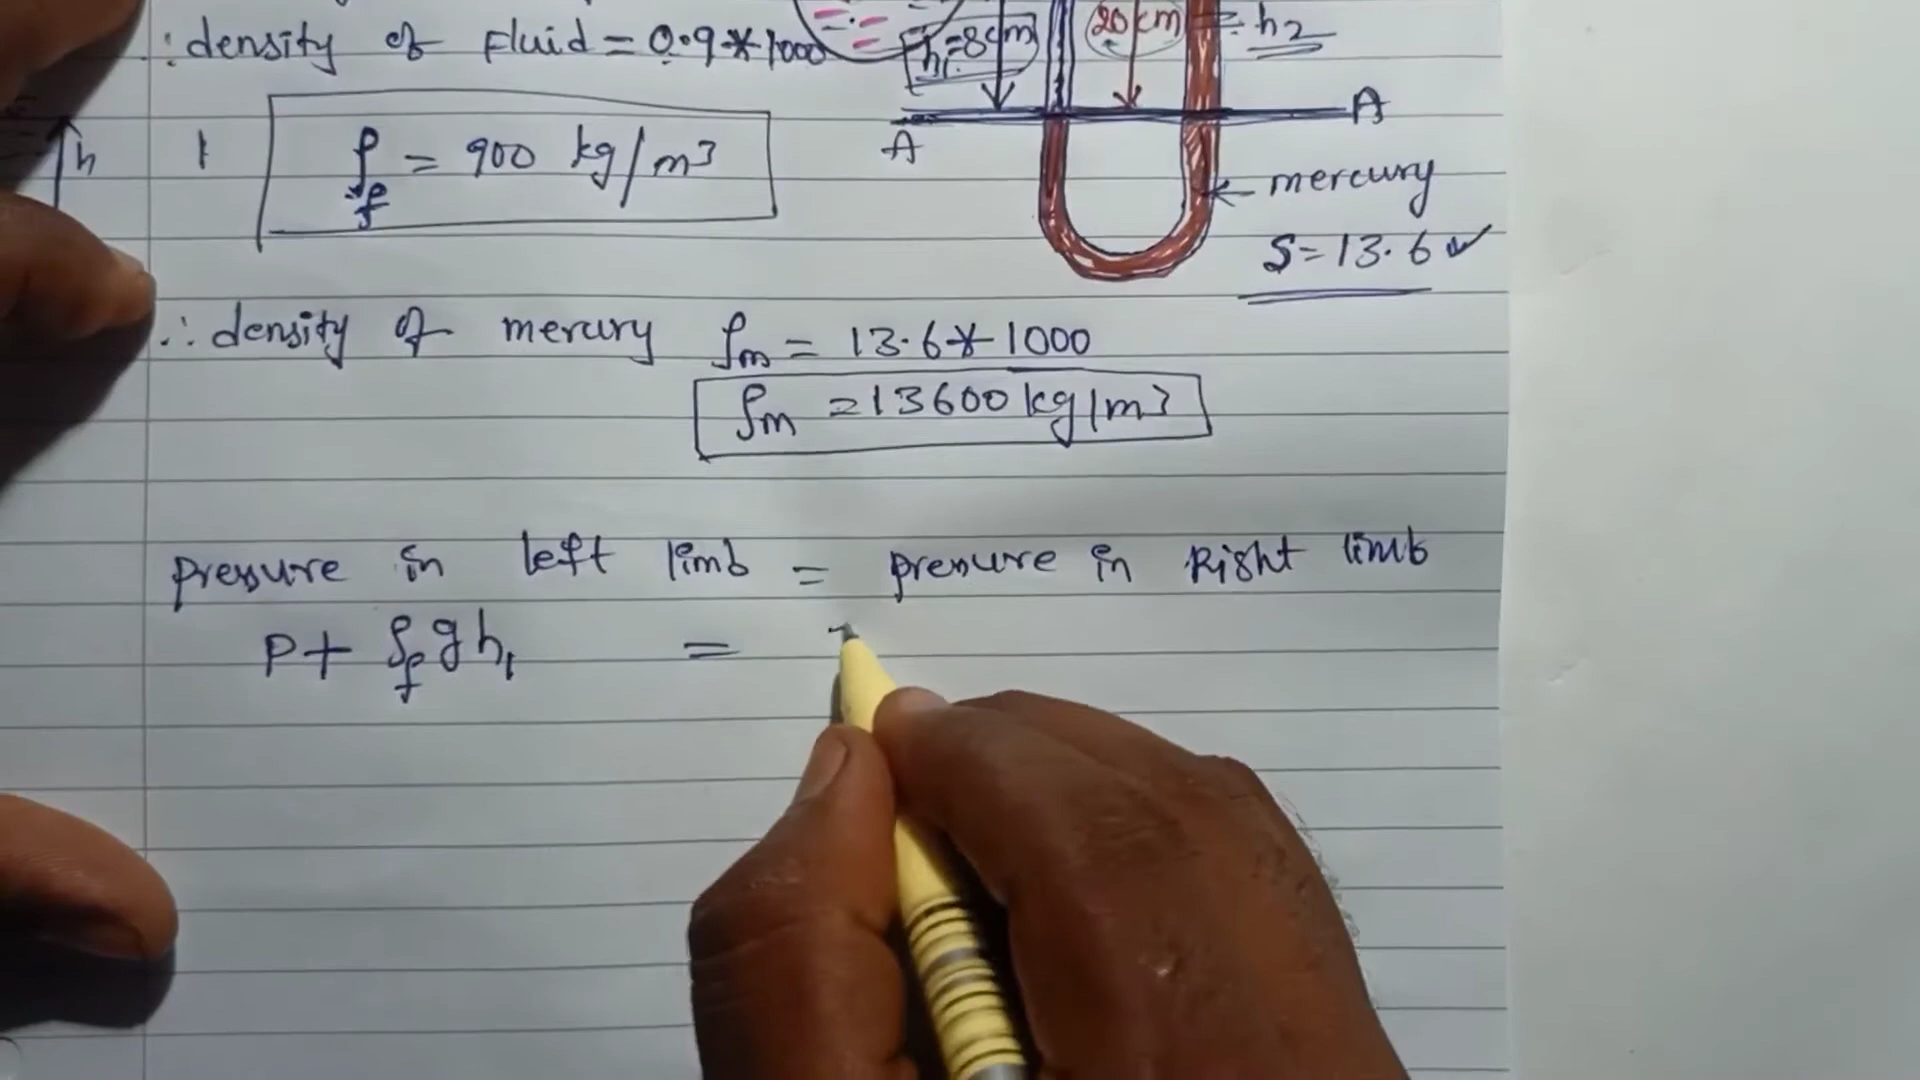 ∴ density of Fluid = 0.9*1000
h₁=8cm
20cm
= h₂
h
ρf = 900 kg/m³
A
A
mercury
S=13.6
∴ density of mercury ρm = 13.6*1000
ρm = 13600 kg/m³
pressure in left limb = pressure in Right limb
P+ ρf g h₁ =